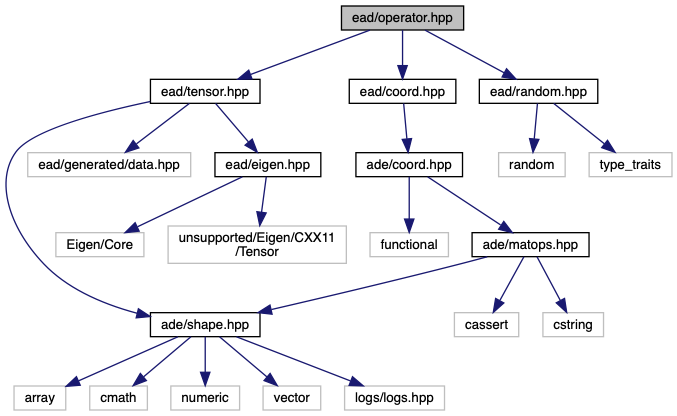 ead/operator.hpp
ead/tensor.hpp
ead/coord.hpp
ead/random.hpp
ead/generated/data.hpp
ead/eigen.hpp
ade/coord.hpp
random
type_traits
Eigen/Core
unsupported/Eigen/CXX11
/Tensor
functional
ade/matops.hpp
ade/shape.hpp
cassert
cstring
array
cmath
numeric
vector
logs/logs.hpp